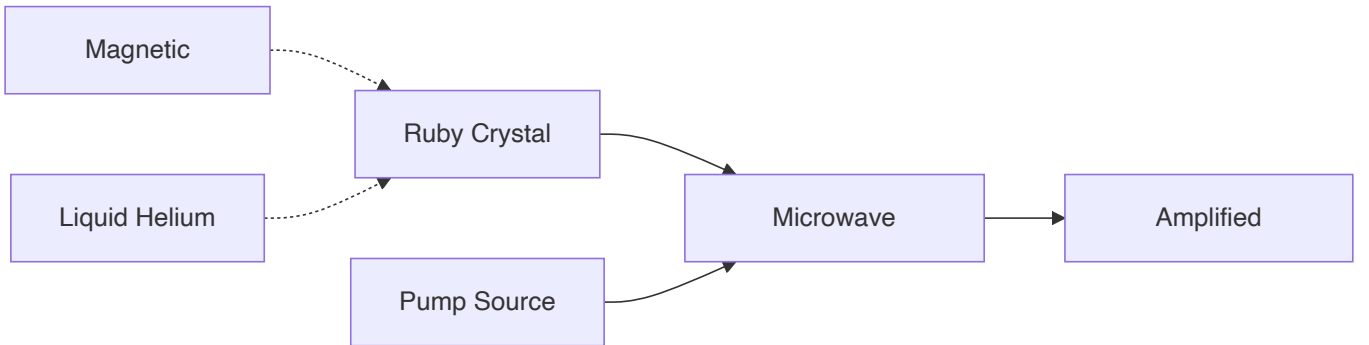 Magnetic
Ruby Crystal
Liquid Helium
Microwave
Amplified
Pump Source